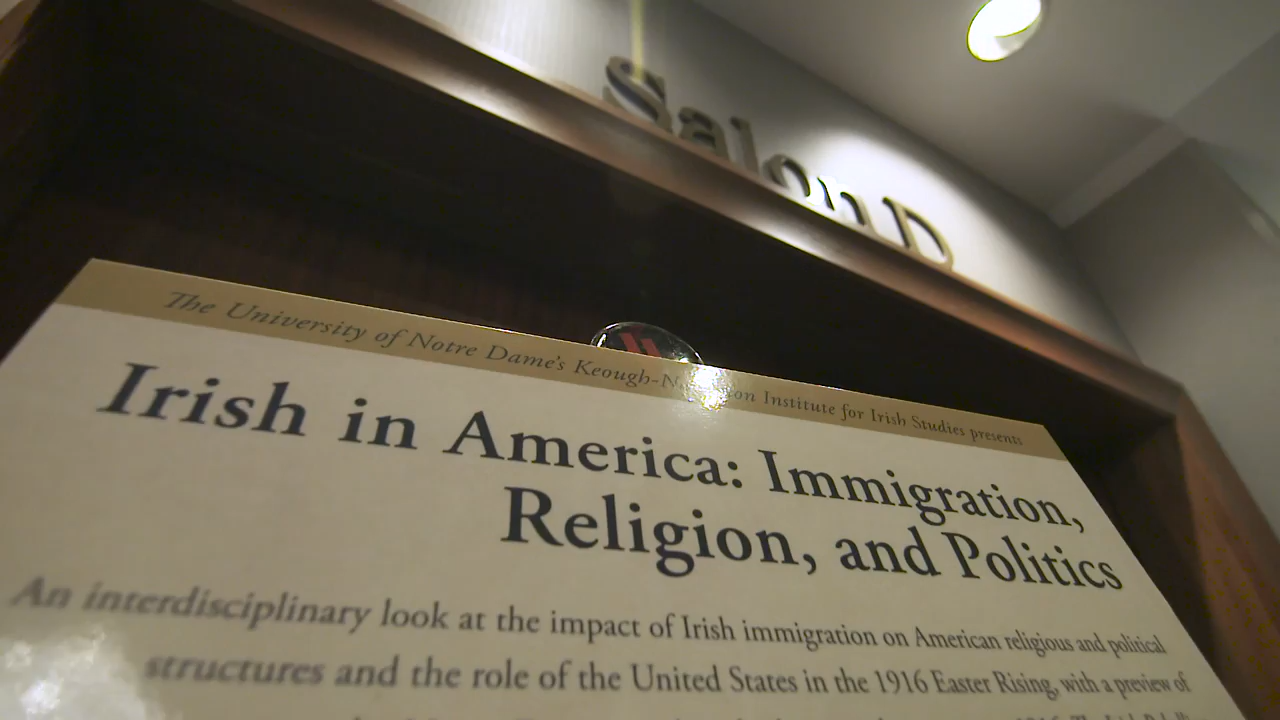 Salon D
The University of Notre Dame's Institute for Irish Studies presents
Irish in America: Immigration,
Religion, and Politics
An interdisciplinary look at the impact of Irish immigration on American religious and political
structures and the role of the United States in the 1916 Easter Rising, with a preview of